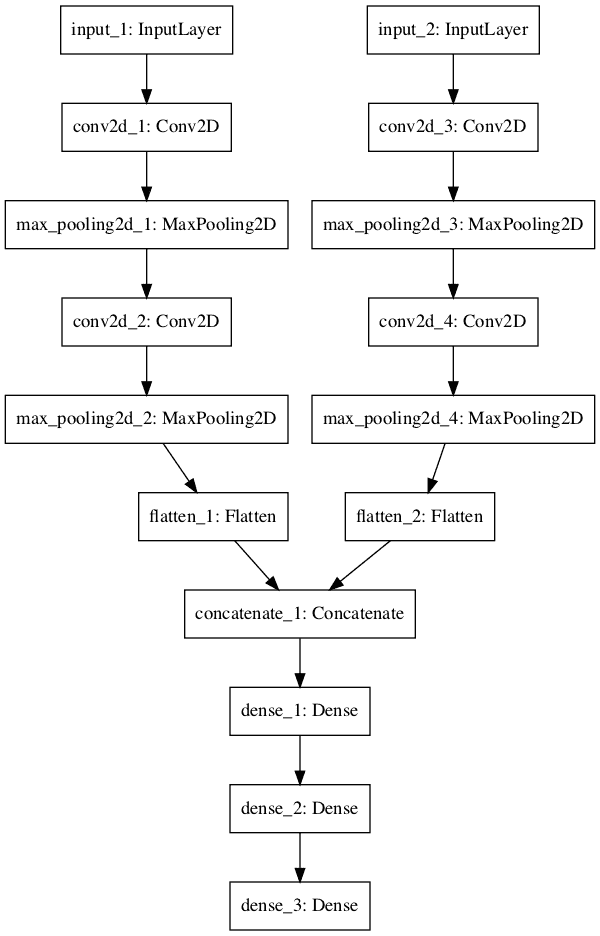 input_1: InputLayer
input_2: InputLayer
conv2d_1: Conv2D
conv2d_3: Conv2D
max_pooling2d_1: MaxPooling2D
max_pooling2d_3: MaxPooling2D
conv2d_2: Conv2D
conv2d_4: Conv2D
max_pooling2d_2: MaxPooling2D
max_pooling2d_4: MaxPooling2D
flatten_1: Flatten
flatten_2: Flatten
concatenate_1: Concatenate
dense_1: Dense
dense_2: Dense
dense_3: Dense